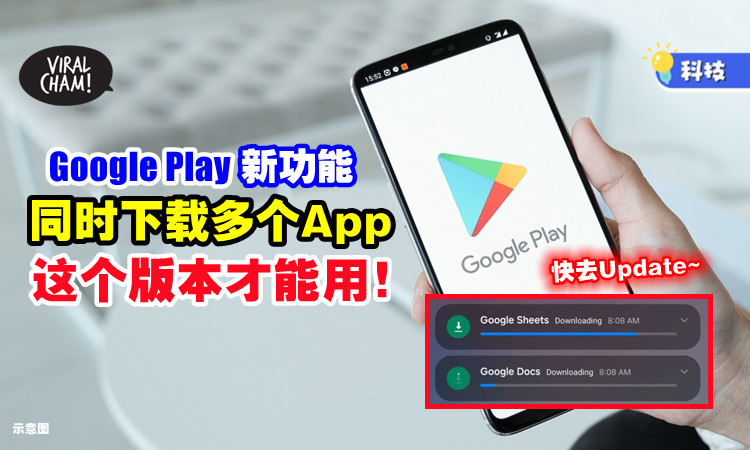 VIRAL
CHAM!
科技
15:52
Google Play 新功能
同时下载多个App
这个版本才能用！
Google Play
快去Update~
Google Sheets Downloading 8:08 AM
Google Docs Downloading 8:08 AM
示意图